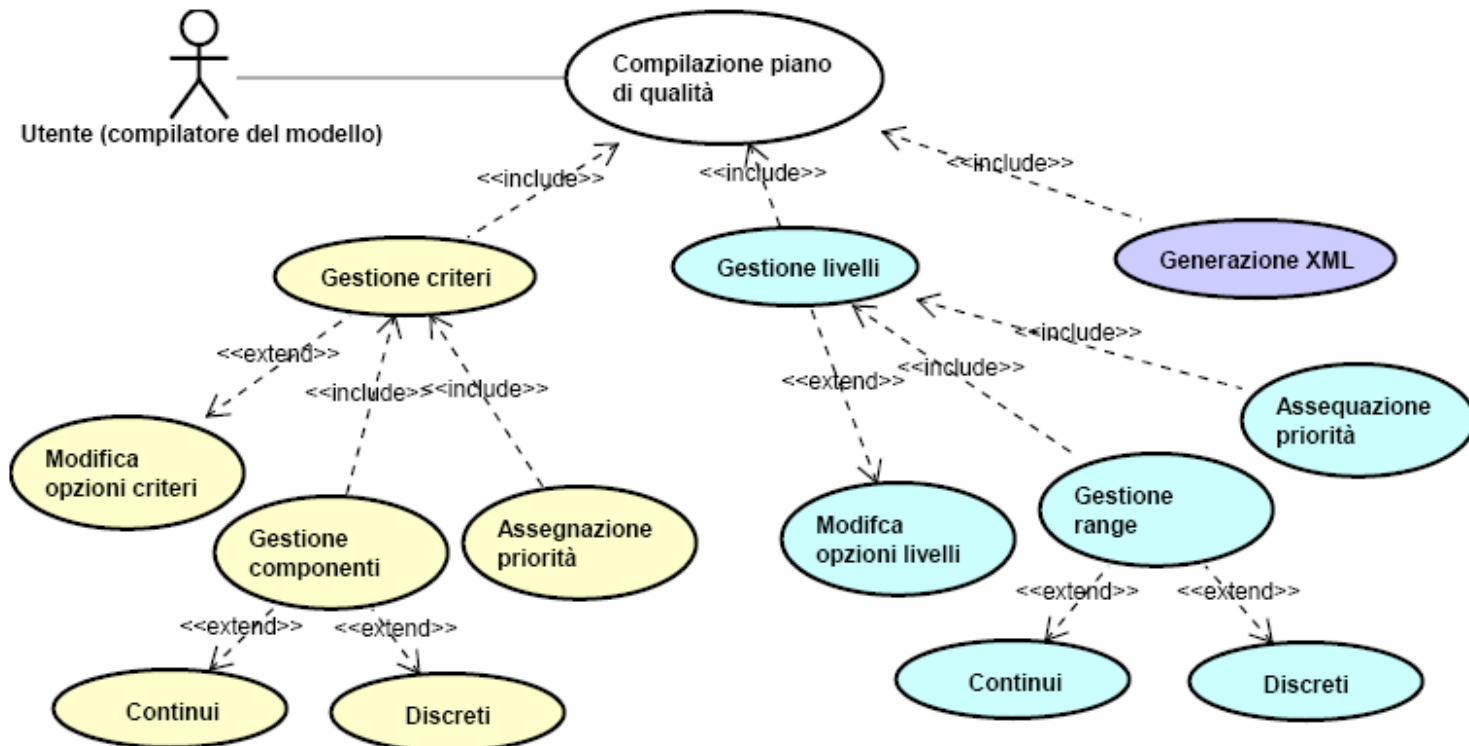 Compilazione piano
di qualità
Utente (compilatore del modello)
<<include>>
<<include>>
<<include>>
Gestione criteri
Gestione livelli
Generazione XML
<<extend>>
<<include>>
<<include>>
<<extend>>
<<include>>
<<include>>
Modifica
opzioni criteri
Gestione
componenti
Assegnazione
priorità
Modifca
opzioni livelli
Gestione
range
Assequazione
priorità
<<extend>>
<<extend>>
<<extend>>
<<extend>>
Continui
Discreti
Continui
Discreti